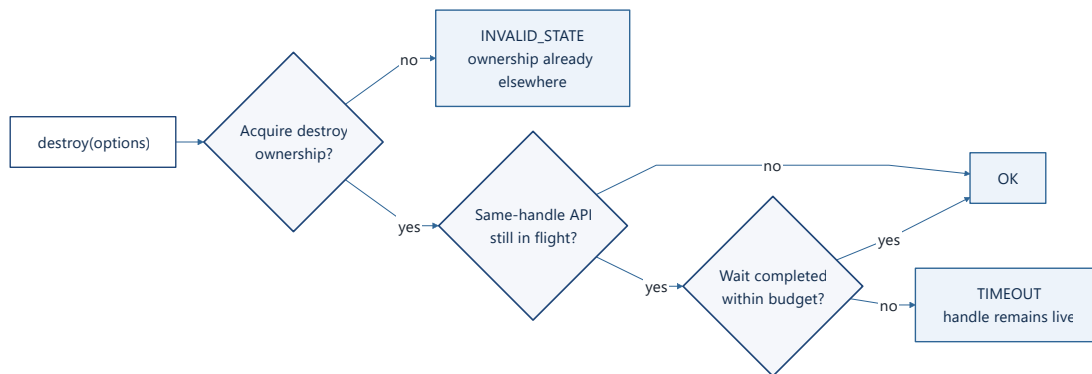 destroy(options)
Acquire destroy
ownership?
no
INVALID_STATE
ownership already
elsewhere
yes
Same-handle API
still in flight?
no
OK
yes
Wait completed
within budget?
yes
no
TIMEOUT
handle remains live